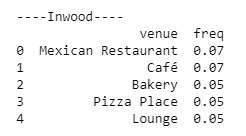 ----Inwood----
venue freq
0 Mexican Restaurant 0.07
1 Café 0.07
2 Bakery 0.05
3 Pizza Place 0.05
4 Lounge 0.05